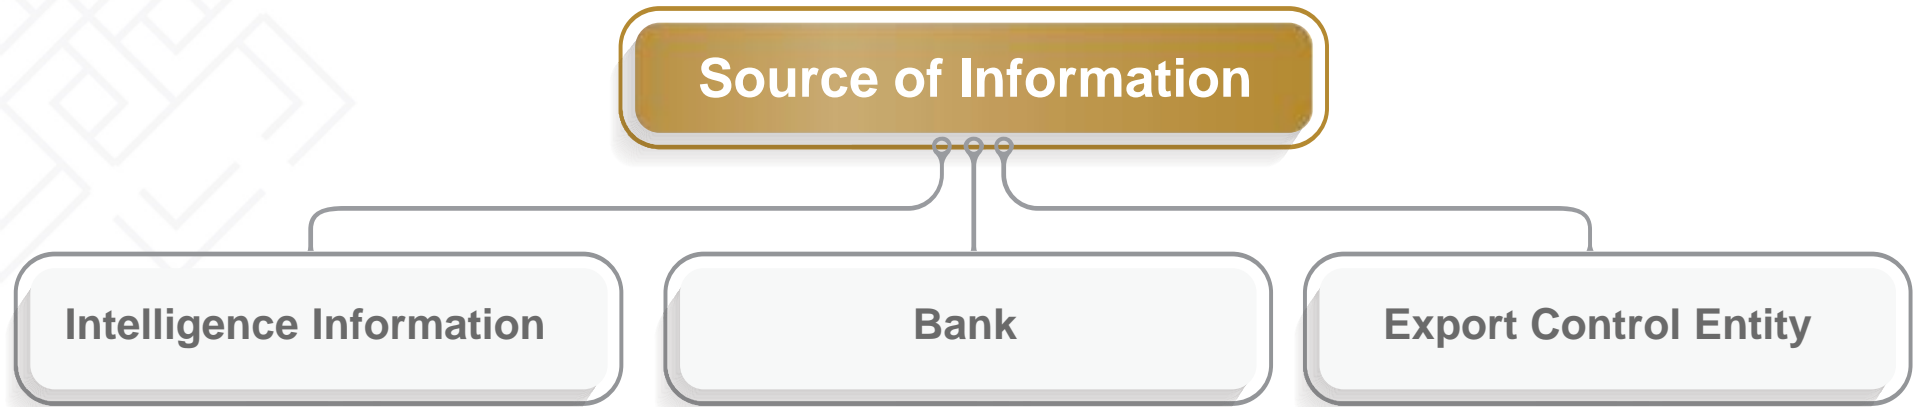 Source of Information
Intelligence Information
Bank
Export Control Entity